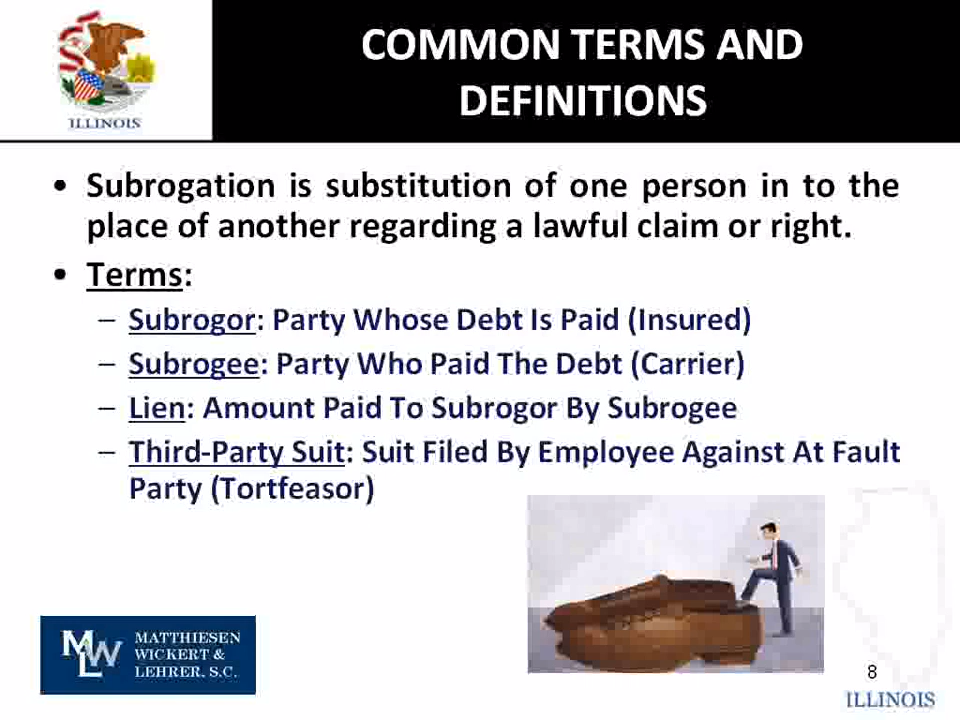 ILLINOIS
COMMON TERMS AND
DEFINITIONS
• Subrogation is substitution of one person in to the
place of another regarding a lawful claim or right.
• Terms:
– Subrogor: Party Whose Debt Is Paid (Insured)
– Subrogee: Party Who Paid The Debt (Carrier)
– Lien: Amount Paid To Subrogor By Subrogee
– Third-Party Suit: Suit Filed By Employee Against At Fault
Party (Tortfeasor)
MWL
MATTHIESEN
WICKERT &
LEHRER, S.C.
8
ILLINOIS